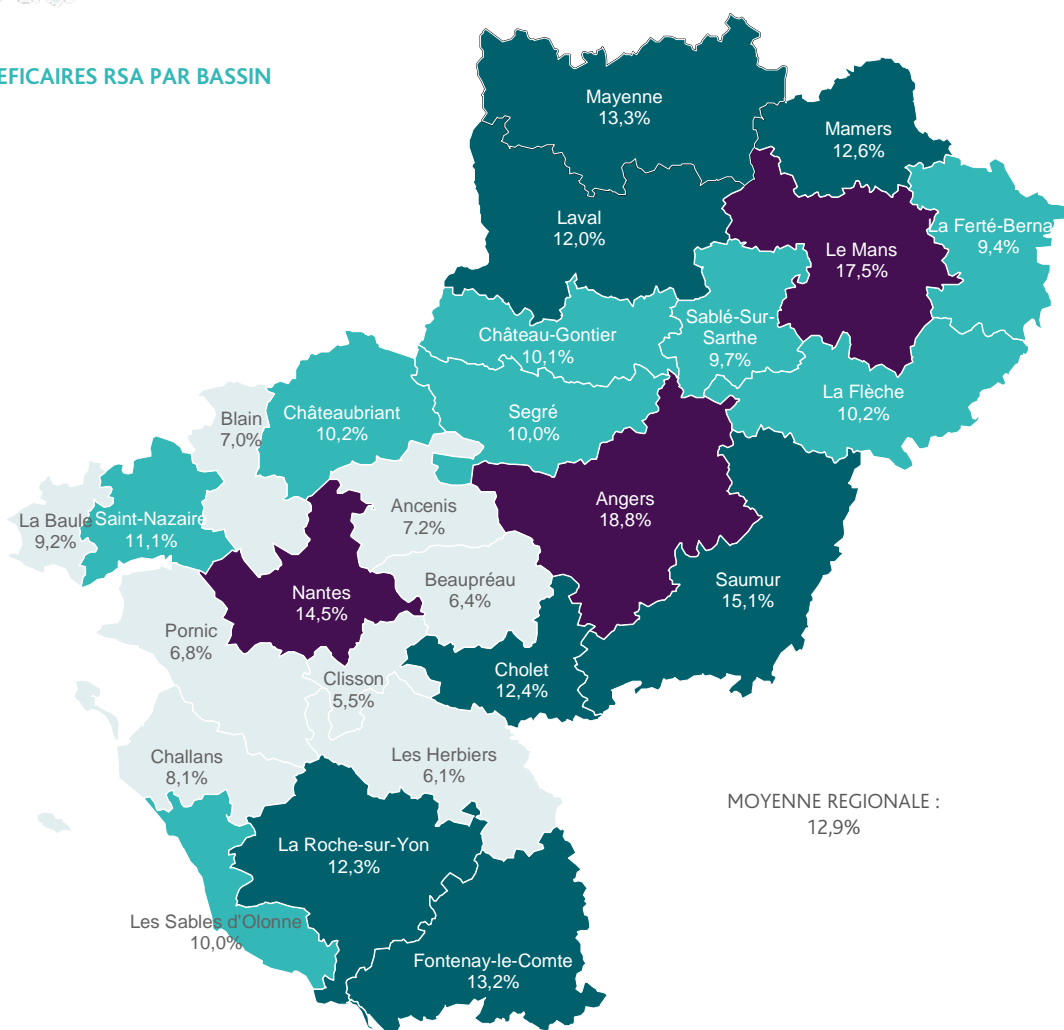 EFICAIRES RSA PAR BASSIN
Mayenne
13,3%
Mamers
12,6%
Laval
12,0%
La Ferté-Berna
9,4%
Le Mans
17,5%
Sablé-Sur-
Sarthe
9,7%
Château-Gontier
10,1%
La Flèche
10,2%
Segré
10,0%
Châteaubriant
10,2%
Blain
7,0%
Ancenis
7,2%
Angers
18,8%
La Baule
9,2%
Saint-Nazaire
11,1%
Beaupréau
6,4%
Saumur
15,1%
Nantes
14,5%
Pornic
6,8%
Clisson
5,5%
Cholet
12,4%
Challans
8,1%
Les Herbiers
6,1%
MOYENNE REGIONALE :
12,9%
La Roche-sur-Yon
12,3%
Les Sables d'Olonne
10,0%
Fontenay-le-Comte
13,2%